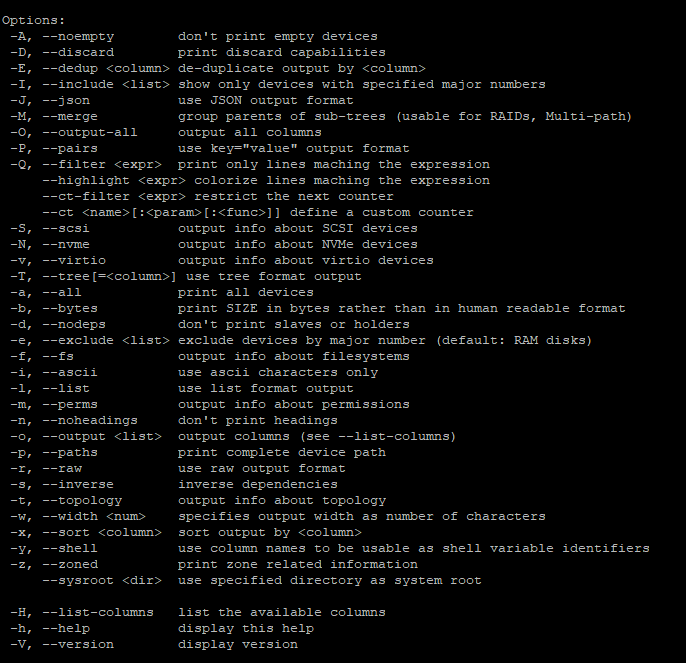 Options:
 -A, --noempty        don't print empty devices
 -D, --discard        print discard capabilities
 -E, --dedup <column> de-duplicate output by <column>
 -I, --include <list> show only devices with specified major numbers
 -J, --json           use JSON output format
 -M, --merge          group parents of sub-trees (usable for RAIDs, Multi-path)
 -O, --output-all     output all columns
 -P, --pairs          use key="value" output format
 -Q, --filter <expr>  print only lines maching the expression
     --highlight <expr> colorize lines maching the expression
     --ct-filter <expr> restrict the next counter
     --ct <name>[:<param>[:<func>]] define a custom counter
 -S, --scsi           output info about SCSI devices
 -N, --nvme           output info about NVMe devices
 -v, --virtio         output info about virtio devices
 -T, --tree[=<column>] use tree format output
 -a, --all            print all devices
 -b, --bytes          print SIZE in bytes rather than in human readable format
 -d, --nodeps         don't print slaves or holders
 -e, --exclude <list> exclude devices by major number (default: RAM disks)
 -f, --fs             output info about filesystems
 -i, --ascii          use ascii characters only
 -l, --list           use list format output
 -m, --perms          output info about permissions
 -n, --noheadings     don't print headings
 -o, --output <list>  output columns (see --list-columns)
 -p, --paths          print complete device path
 -r, --raw            use raw output format
 -s, --inverse        inverse dependencies
 -t, --topology       output info about topology
 -w, --width <num>    specifies output width as number of characters
 -x, --sort <column>  sort output by <column>
 -y, --shell          use column names to be usable as shell variable identifiers
 -z, --zoned          print zone related information
     --sysroot <dir>  use specified directory as system root

 -H, --list-columns   list the available columns
 -h, --help           display this help
 -V, --version        display version